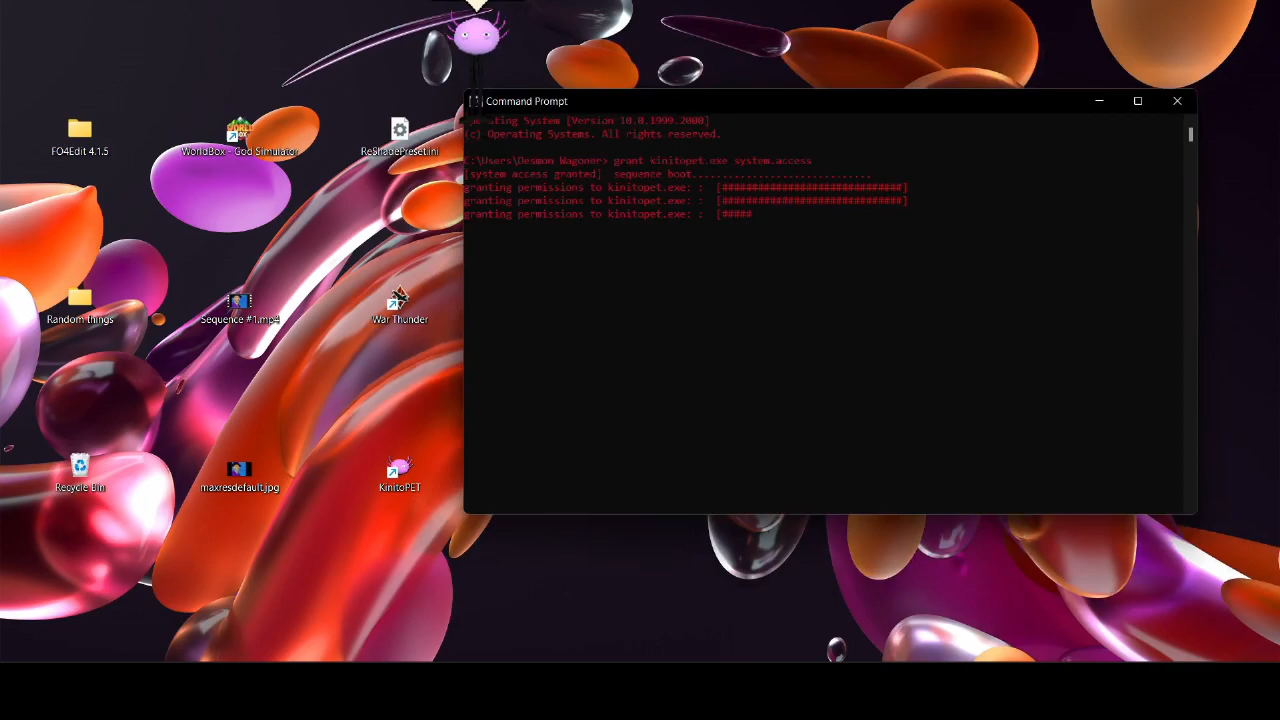 Command Prompt
Operating System [Version 10.0.1999.2000]
(c) Operating Systems. All rights reserved.
C:\Users\Desmon Wagoner> grant kinitopet.exe system.access
[system access granted]  sequence boot..............................
granting permissions to kinitopet.exe: :  [##############################]
granting permissions to kinitopet.exe: :  [##############################]
granting permissions to kinitopet.exe: :  [#####
FO4Edit 4.1.5
WorldBox - God Simulator
ReShadePreset.ini
Random things
Sequence #1.mp4
War Thunder
Recycle Bin
maxresdefault.jpg
KinitoPET